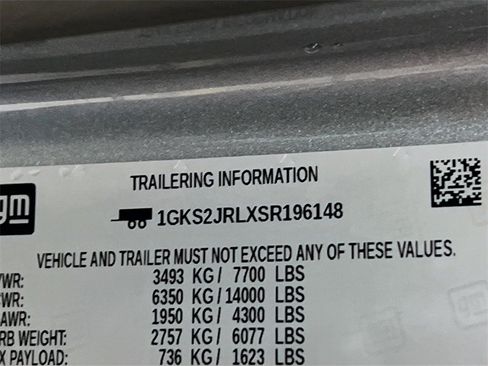 TRAILERING INFORMATION
gm 1GKS2JRLXSR196148
VEHICLE AND TRAILER MUST NOT EXCEED ANY OF THESE VALUES.
VWR: 3493 KG / 7700 LBS
CWR: 6350 KG / 14000 LBS
AWR: 1950 KG / 4300 LBS
RB WEIGHT: 2757 KG / 6077 LBS
X PAYLOAD: 736 KG / 1623 LBS